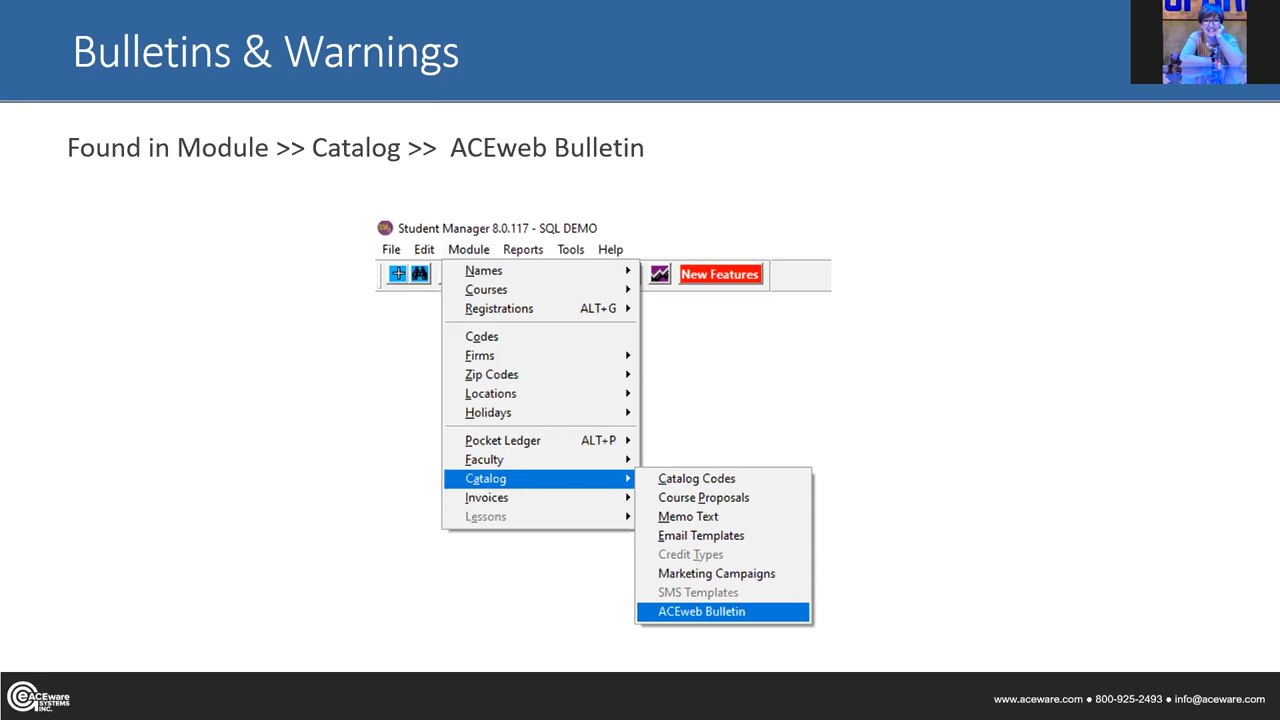 Bulletins & Warnings
Found in Module >> Catalog >> ACEweb Bulletin
Student Manager 8.0.117 - SQL DEMO
File Edit Module Reports Tools Help
New Features
Names
Courses
Registrations ALT+G
Codes
Firms
Zip Codes
Locations
Holidays
Pocket Ledger ALT+P
Faculty
Catalog
Invoices
Lessons
Catalog Codes
Course Proposals
Memo Text
Email Templates
Credit Types
Marketing Campaigns
SMS Templates
ACEweb Bulletin
ACEware
SYSTEMS
INC.
www.aceware.com ● 800-925-2493 ● info@aceware.com